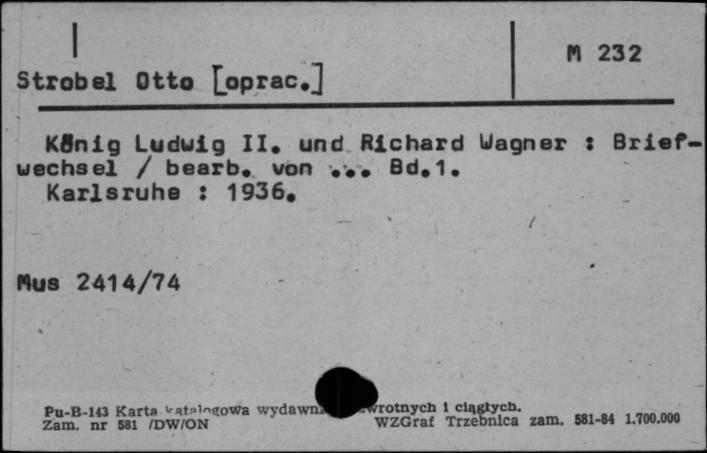 M 232
Strobel Otto [oprac.]
König Ludwig II. und Richard Wagner : Brief-
wechsel / bearb. von ... Bd.1.
Karlsruhe : 1936.
Mus 2414/74
Pu-B-143 Karta katalogowa
Zam. nr 581 /DW/ON WZGraf Trzebnica zam. 581-84 1.700.000